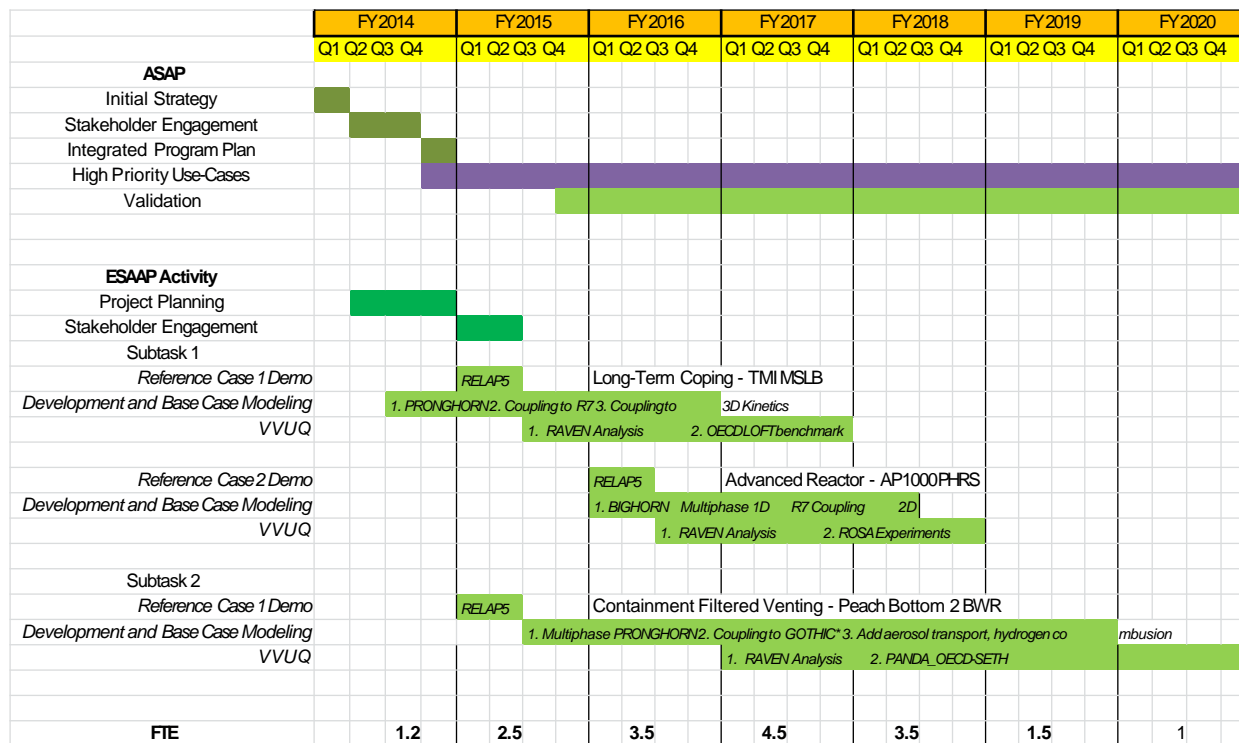 FY2014 FY2015 FY2016 FY2017 FY2018 FY2019 FY2020
Q1 Q2 Q3 Q4 Q1 Q2 Q3 Q4 Q1 Q2 Q3 Q4 Q1 Q2 Q3 Q4 Q1 Q2 Q3 Q4 Q1 Q2 Q3 Q4 Q1 Q2 Q3 Q4
ASAP
Initial Strategy
Stakeholder Engagement
Integrated Program Plan
High Priority Use-Cases
Validation
ESAAP Activity
Project Planning
Stakeholder Engagement
Subtask 1
Reference Case 1 Demo RELAP5 Long-Term Coping - TMI MSLB
Development and Base Case Modeling 1. PRONGHORN 2. Coupling to R7 3. Coupling to 3D Kinetics
VVUQ 1. RAVEN Analysis 2. OECD LOFT benchmark
Reference Case 2 Demo RELAP5 Advanced Reactor - AP1000 PHRS
Development and Base Case Modeling 1. BIGHORN Multiphase 1D R7 Coupling 2D
VVUQ 1. RAVEN Analysis 2. ROSA Experiments
Subtask 2
Reference Case 1 Demo RELAP5 Containment Filtered Venting - Peach Bottom 2 BWR
Development and Base Case Modeling 1. Multiphase PRONGHORN 2. Coupling to GOTHIC* 3. Add aerosol transport, hydrogen co mbusion
VVUQ 1. RAVEN Analysis 2. PANDA_OECD-SETH
FTE 1.2 2.5 3.5 4.5 3.5 1.5 1